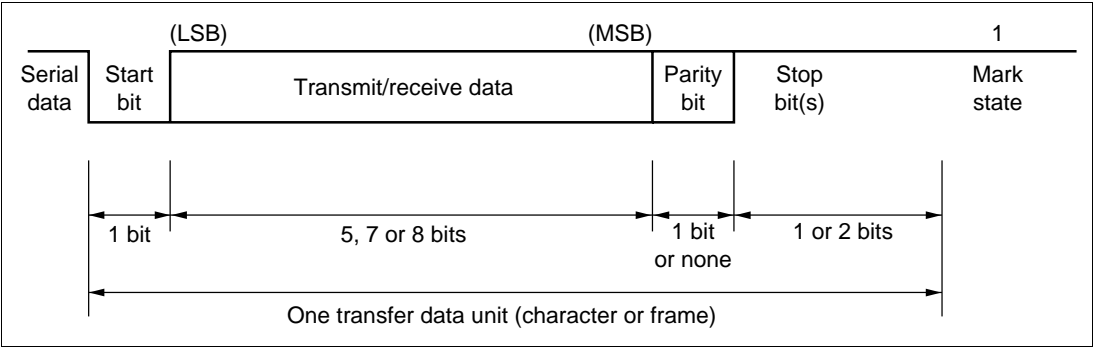 (LSB) (MSB) 1
Serial Start Transmit/receive data Parity Stop Mark
data bit bit bit(s) state
1 bit 5, 7 or 8 bits 1 bit 1 or 2 bits
or none
One transfer data unit (character or frame)